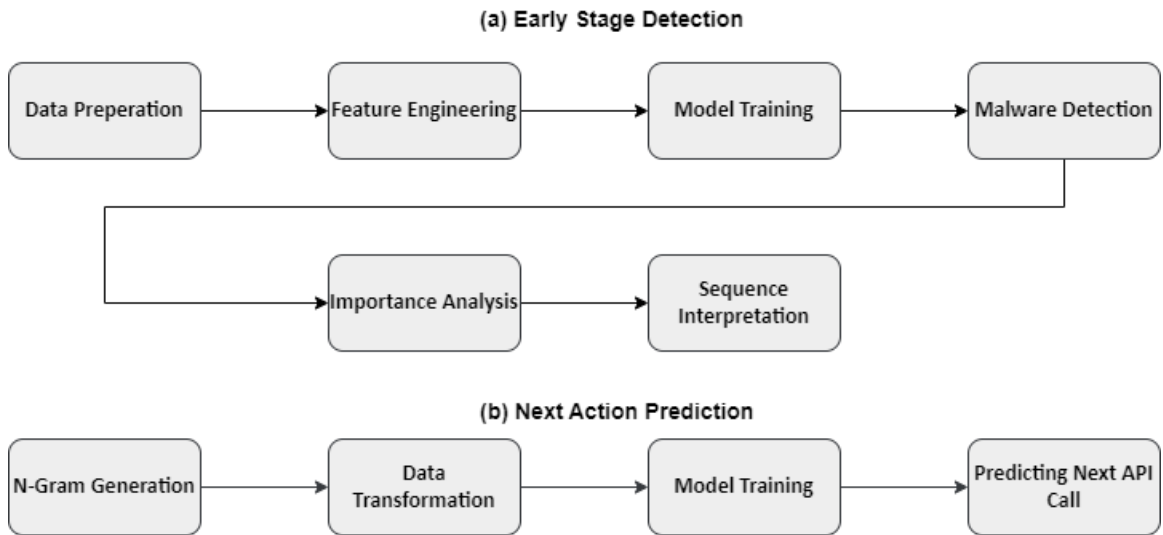 (a) Early Stage Detection
Data Preperation
Feature Engineering
Model Training
Malware Detection
Importance Analysis
Sequence
Interpretation
(b) Next Action Prediction
N-Gram Generation
Data
Transformation
Model Training
Predicting Next API
Call